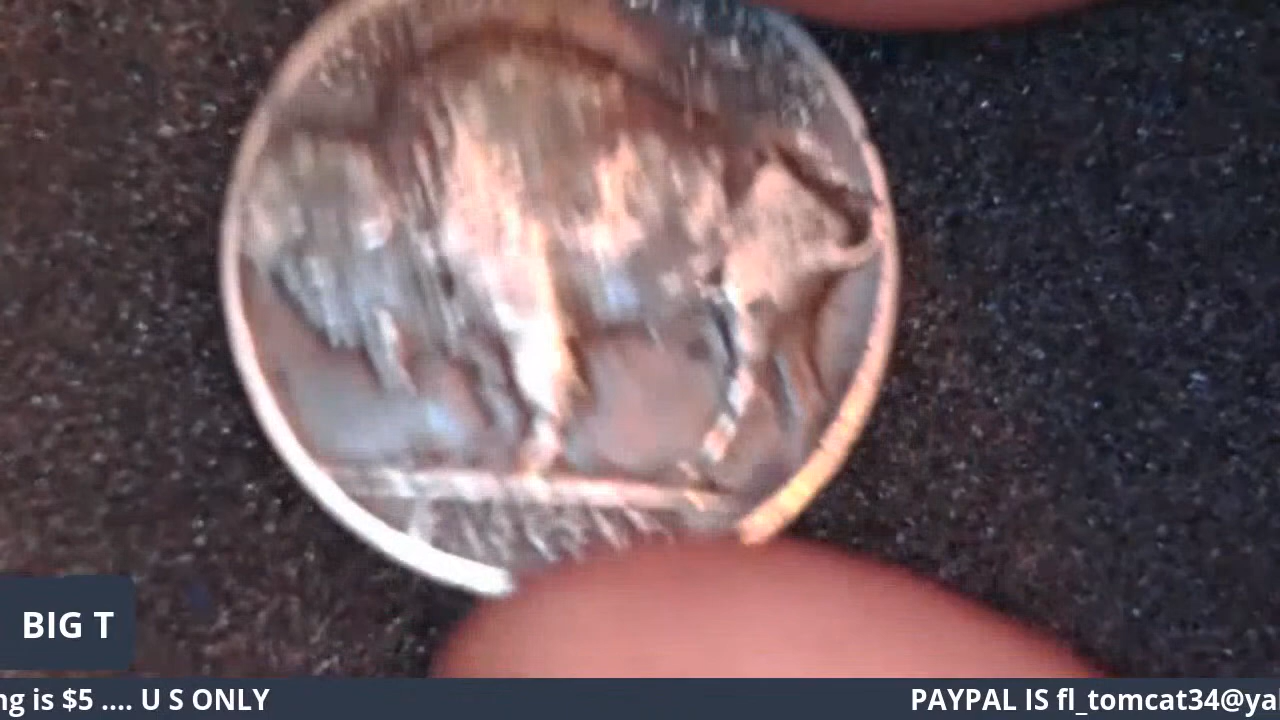 BIG T
ng is $5 .... U S ONLY
PAYPAL IS fl_tomcat34@ya